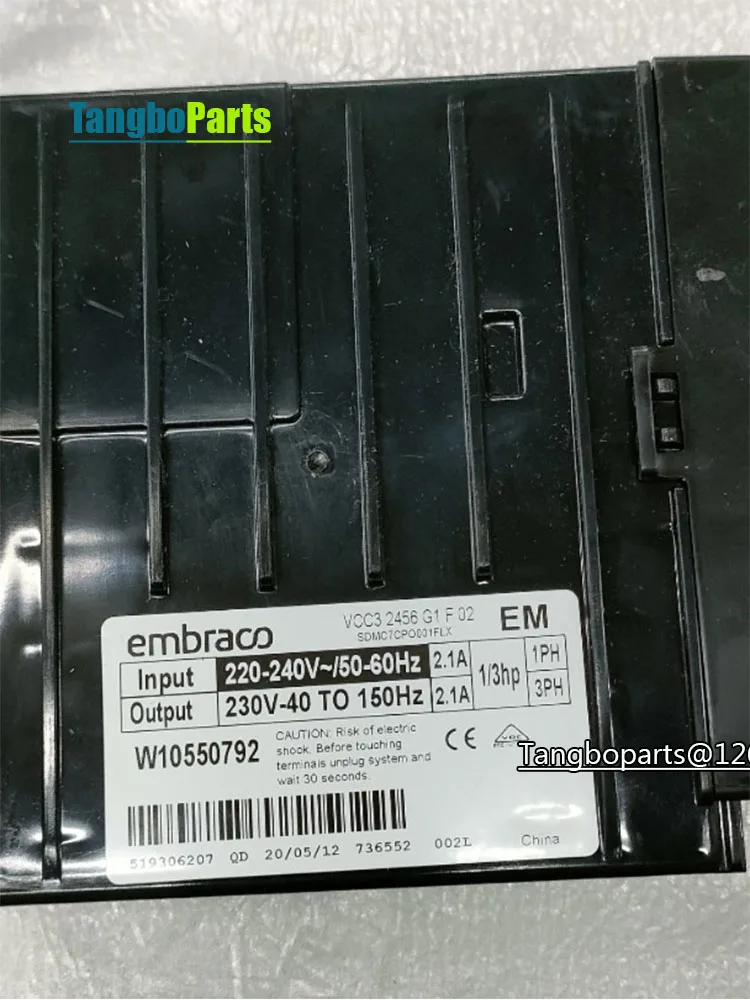 TangboParts
embraco
VCC3 2456 G1 F 02
SDMC7CPO001FLX
EM
Input 220-240V~/50-60Hz 2.1A 1/3hp 1PH
Output 230V-40 TO 150Hz 2.1A 3PH
W10550792
CAUTION: Risk of electric
shock. Before touching
terminals unplug system and
wait 30 seconds.
CE
Tangboparts@12
519306207 QD 20/05/12 736552 002L China